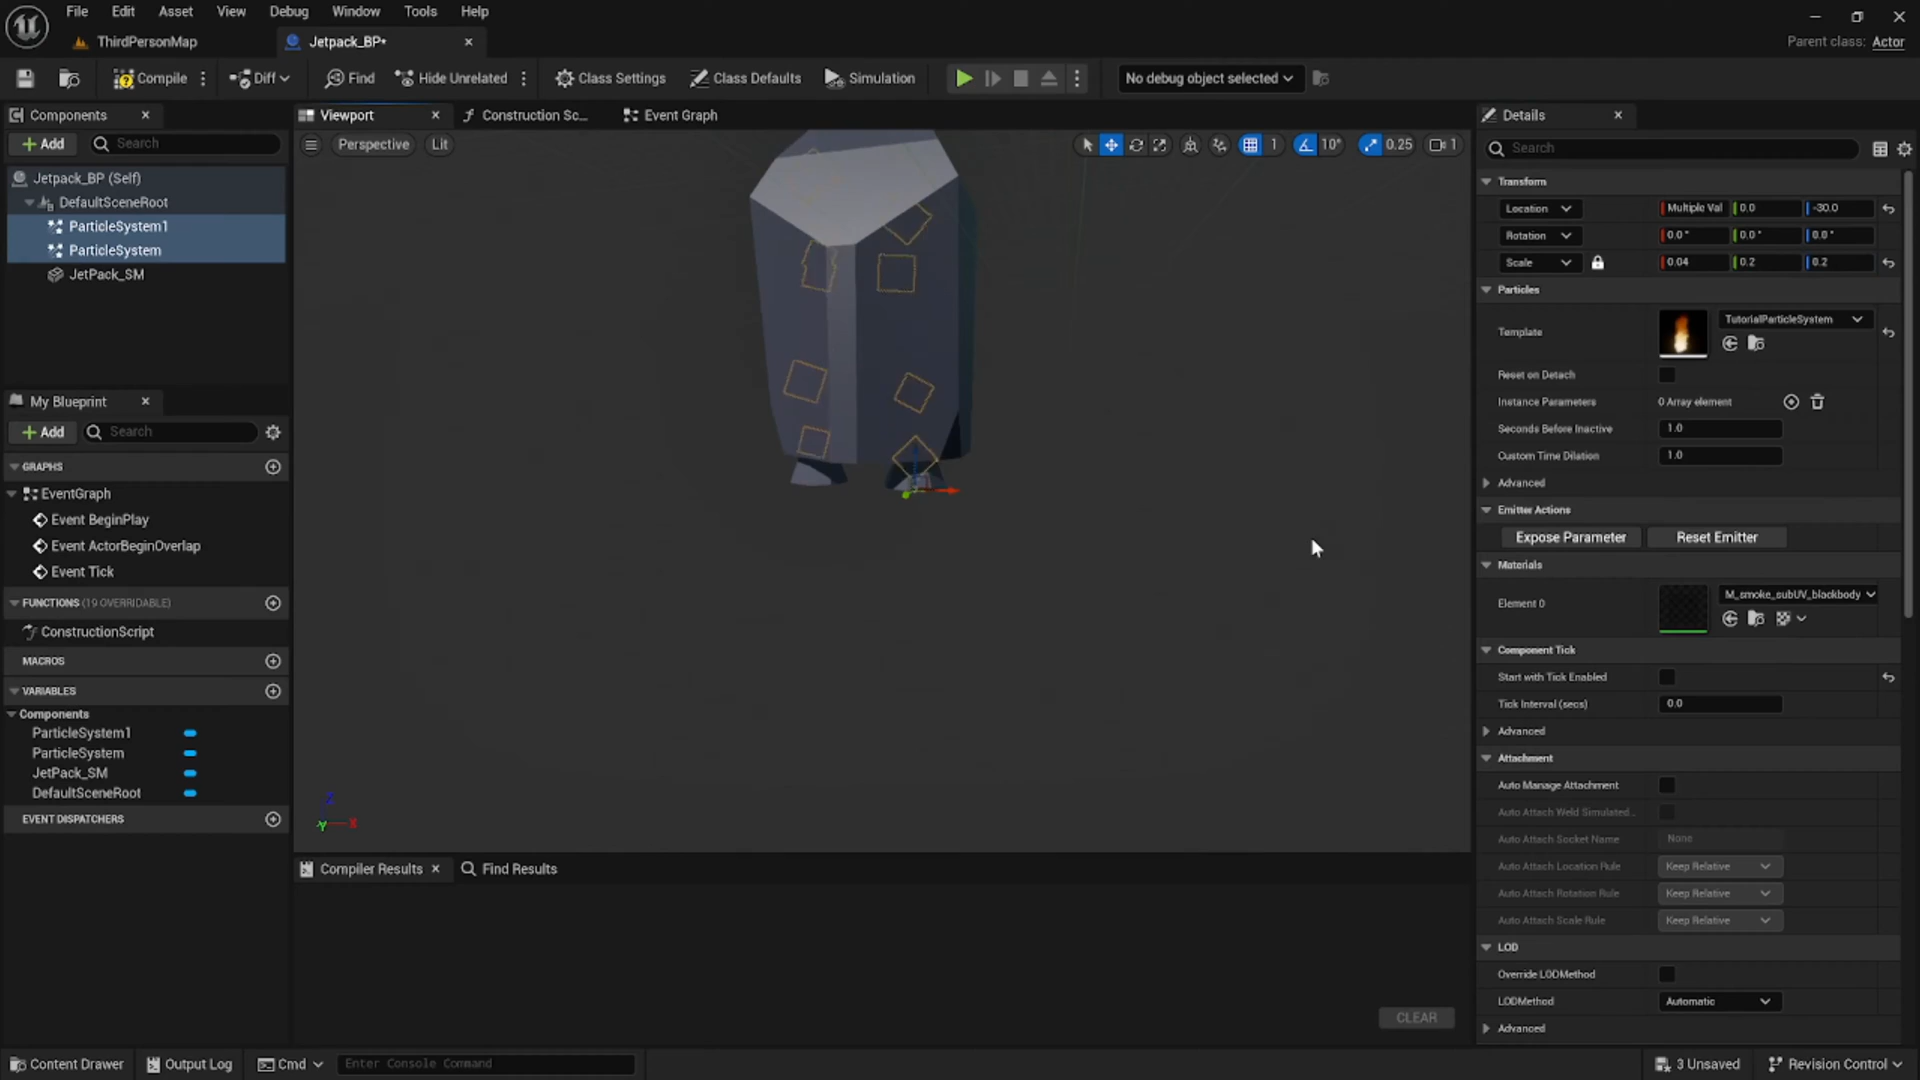 File Edit Asset View Debug Window Tools Help
ThirdPersonMap
Jetpack_BP*
Parent class: Actor
Compile
Diff
Find
Hide Unrelated
Class Settings
Class Defaults
Simulation
No debug object selected
Components
Add
Search
Jetpack_BP (Self)
DefaultSceneRoot
ParticleSystem1
ParticleSystem
JetPack_SM
My Blueprint
Add
Search
GRAPHS
EventGraph
Event BeginPlay
Event ActorBeginOverlap
Event Tick
FUNCTIONS (19 OVERRIDABLE)
ConstructionScript
MACROS
VARIABLES
Components
ParticleSystem1
ParticleSystem
JetPack_SM
DefaultSceneRoot
EVENT DISPATCHERS
Viewport
Construction Sc...
Event Graph
Perspective
Lit
1
10°
0.25
1
Z
Y X
Compiler Results
Find Results
CLEAR
Details
Search
Transform
Location Multiple Val 0.0 -30.0
Rotation 0.0° 0.0° 0.0°
Scale 0.04 0.2 0.2
Particles
Template TutorialParticleSystem
Reset on Detach
Instance Parameters 0 Array element
Seconds Before Inactive 1.0
Custom Time Dilation 1.0
Advanced
Emitter Actions
Expose Parameter Reset Emitter
Materials
Element 0 M_smoke_subUV_blackbody
Component Tick
Start with Tick Enabled
Tick Interval (secs) 0.0
Advanced
Attachment
Auto Manage Attachment
Auto Attach Weld Simulated...
Auto Attach Socket Name None
Auto Attach Location Rule Keep Relative
Auto Attach Rotation Rule Keep Relative
Auto Attach Scale Rule Keep Relative
LOD
Override LODMethod
LODMethod Automatic
Advanced
Content Drawer
Output Log
Cmd
Enter Console Command
3 Unsaved
Revision Control